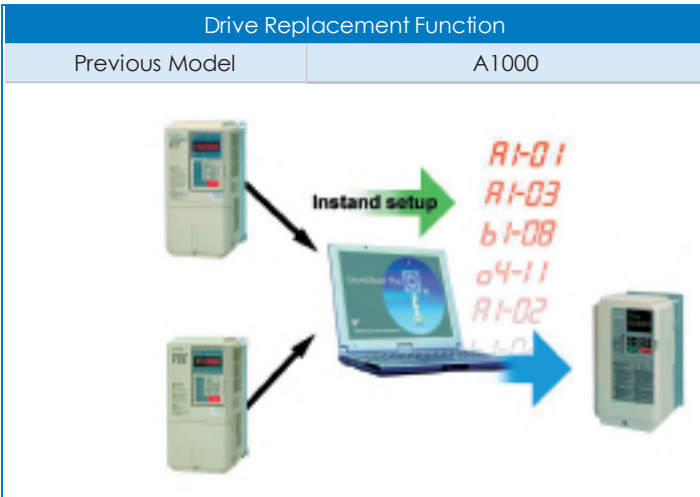 Drive Replacement Function
Previous Model
A1000
A1-01
Instand setup
A1-03
b1-08
o4-11
A1-02